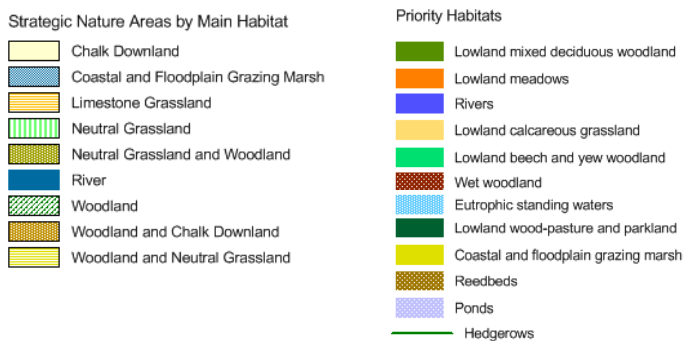 Strategic Nature Areas by Main Habitat
Chalk Downland
Coastal and Floodplain Grazing Marsh
Limestone Grassland
Neutral Grassland
Neutral Grassland and Woodland
River
Woodland
Woodland and Chalk Downland
Woodland and Neutral Grassland
Priority Habitats
Lowland mixed deciduous woodland
Lowland meadows
Rivers
Lowland calcareous grassland
Lowland beech and yew woodland
Wet woodland
Eutrophic standing waters
Lowland wood-pasture and parkland
Coastal and floodplain grazing marsh
Reedbeds
Ponds
Hedgerows